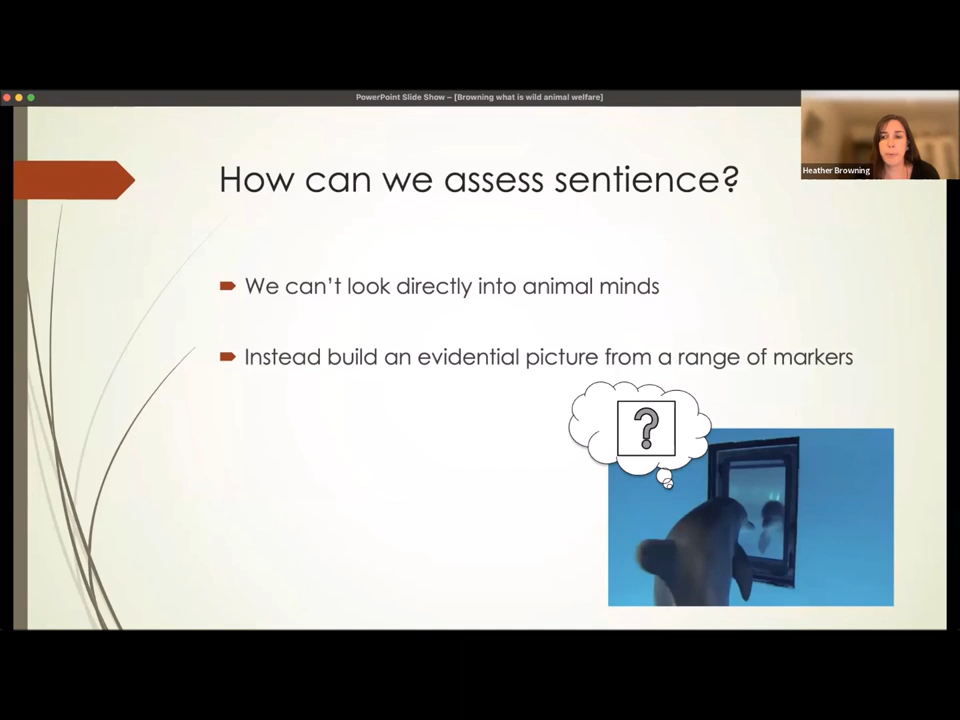 PowerPoint Slide Show – [Browning what is wild animal welfare]
Heather Browning
How can we assess sentience?
We can't look directly into animal minds
Instead build an evidential picture from a range of markers
?